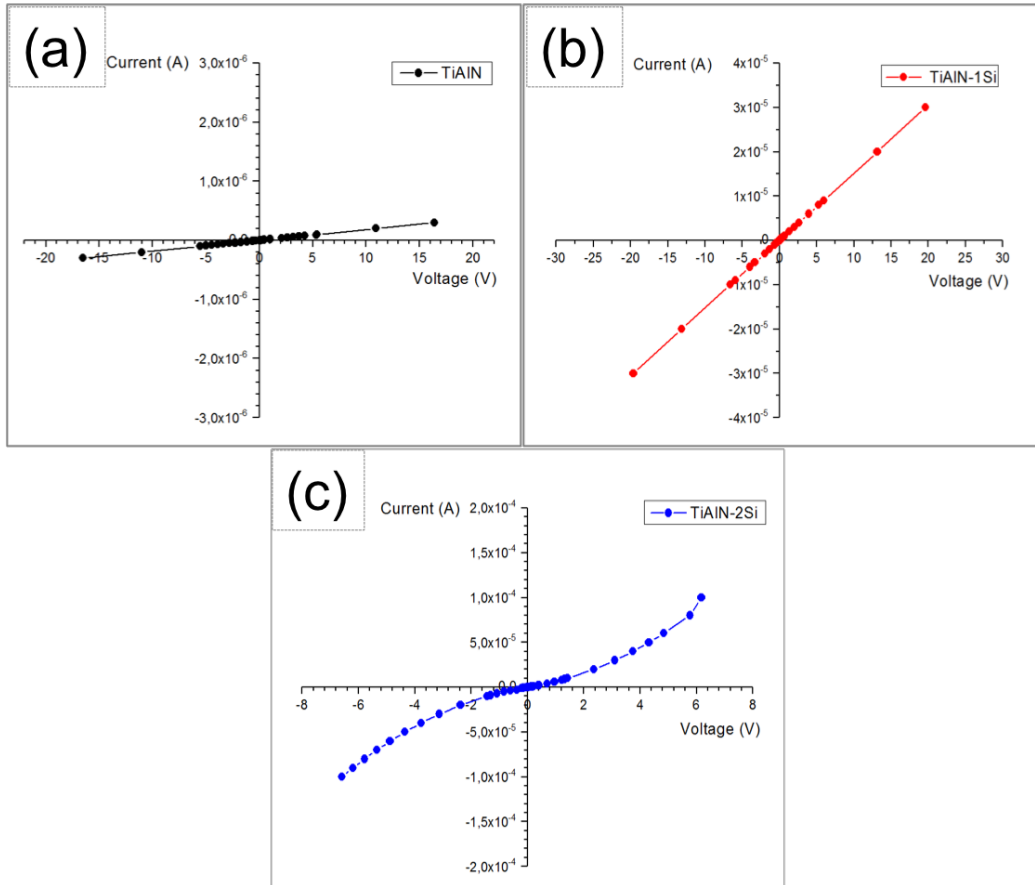 (a)
Current (A)
TiAlN
3,0x10⁻⁶
2,0x10⁻⁶
1,0x10⁻⁶
0,0
-20 -15 -10 -5 0 5 10 15 20
Voltage (V)
-1,0x10⁻⁶
-2,0x10⁻⁶
-3,0x10⁻⁶
(b)
Current (A)
TiAlN-1Si
4x10⁻⁵
3x10⁻⁵
2x10⁻⁵
1x10⁻⁵
0,0
-30 -25 -20 -15 -10 -5 0 5 10 15 20 25 30
Voltage (V)
-1x10⁻⁵
-2x10⁻⁵
-3x10⁻⁵
-4x10⁻⁵
(c)
Current (A)
TiAlN-2Si
2,0x10⁻⁴
1,5x10⁻⁴
1,0x10⁻⁴
5,0x10⁻⁵
0,0
-8 -6 -4 -2 0 2 4 6 8
Voltage (V)
-5,0x10⁻⁵
-1,0x10⁻⁴
-1,5x10⁻⁴
-2,0x10⁻⁴